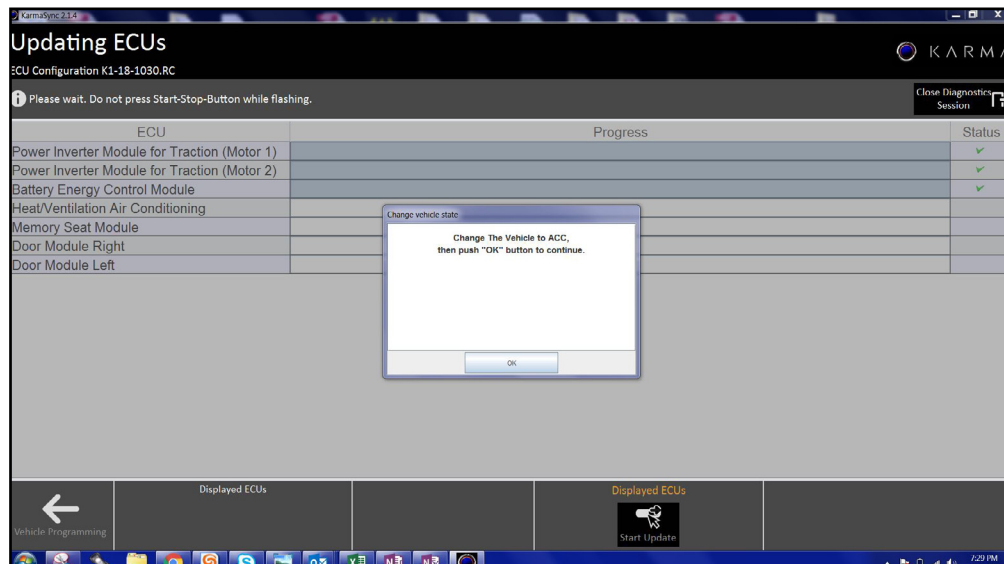 KarmaSync 2.1.4
Updating ECUs
ECU Configuration K1-18-1030.RC
KARMA
Please wait. Do not press Start-Stop-Button while flashing.
Close Diagnostics
Session
ECU Progress Status
Power Inverter Module for Traction (Motor 1)
Power Inverter Module for Traction (Motor 2)
Battery Energy Control Module
Heat/Ventilation Air Conditioning
Memory Seat Module
Door Module Right
Door Module Left
Change vehicle state
Change The Vehicle to ACC,
then push "OK" button to continue.
OK
Vehicle Programming
Displayed ECUs
Displayed ECUs
Start Update
7:29 PM